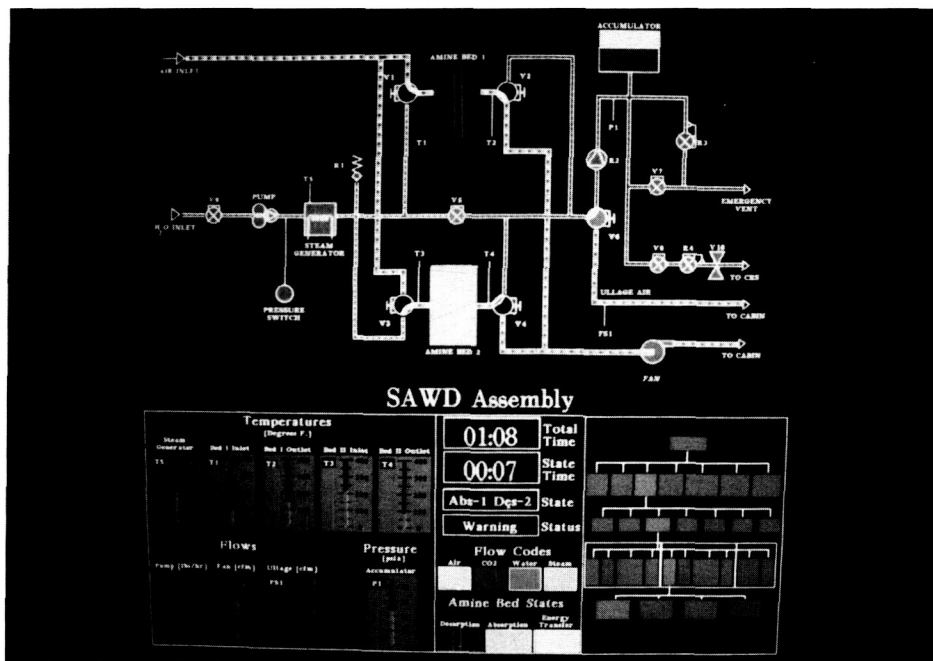 ACCUMULATOR
AIR INLET
AMINE BED 1
V1
V2
P1
R3
T1
T2
R1
R2
T5
V7
V9
PUMP
V5
EMERGENCY
VENT
H2O INLET
STEAM
GENERATOR
V6
V8
R4
V10
TO CRS
T3
T4
ULLAGE AIR
PRESSURE
SWITCH
V3
V4
FS1
TO CABIN
AMINE BED 2
TO CABIN
FAN
SAWD Assembly
Temperatures
[Degrees F.]
Steam
Generator
Bed I Inlet
Bed I Outlet
Bed II Inlet
Bed II Outlet
T5
T1
T2
T3
T4
01:08
Total
Time
00:07
State
Time
Abs-1 Des-2
State
Warning
Status
Flows
Pressure
[psia]
Pump [lbs/hr]
Fan [cfm]
Ullage [cfm]
Accumulator
FS1
P1
Flow Codes
Air
CO2
Water
Steam
Amine Bed States
Desorption
Absorption
Energy
Transfer